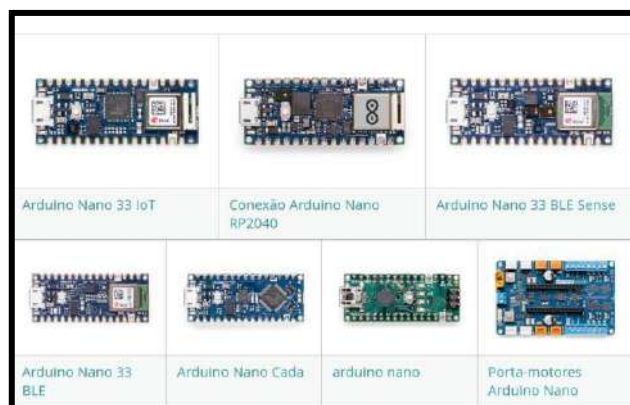 Arduino Nano 33 IoT
Conexão Arduino Nano
RP2040
Arduino Nano 33 BLE Sense
Arduino Nano 33
BLE
Arduino Nano Cada
arduino nano
Porta-motores
Arduino Nano